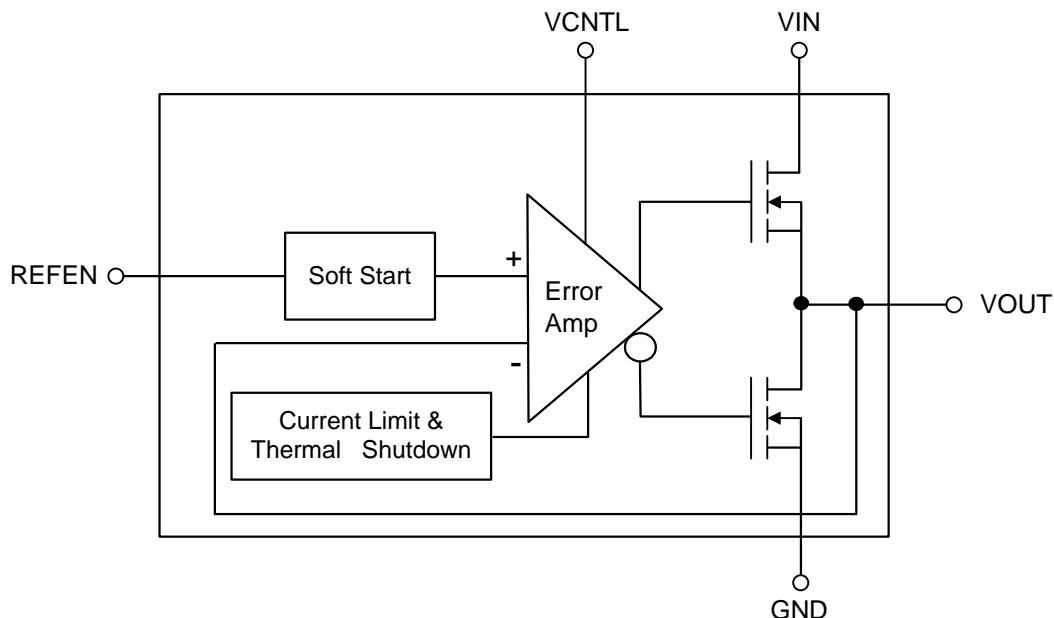 VCNTL
VIN
REFEN
Soft Start
+
Error
Amp
-
VOUT
Current Limit &
Thermal Shutdown
GND